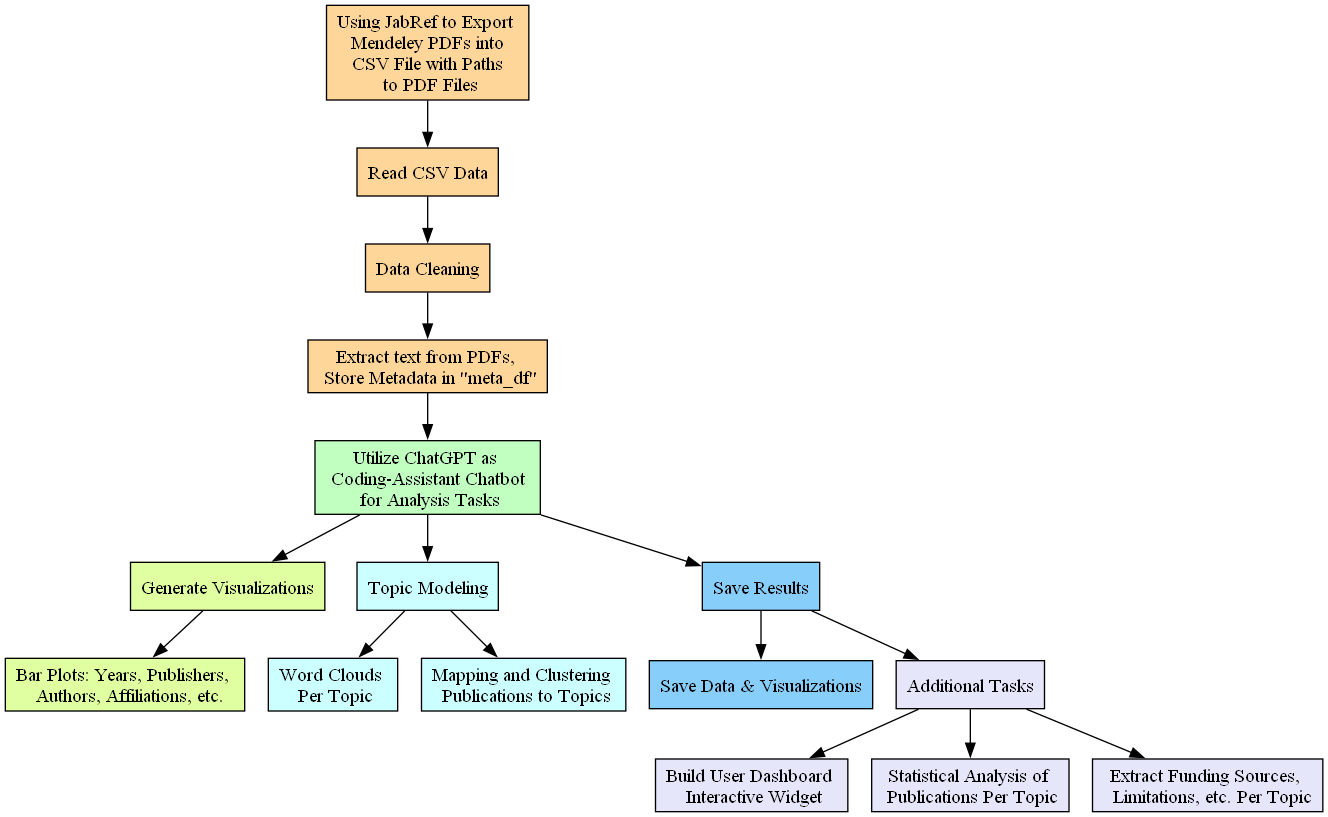 Using JabRef to Export
Mendeley PDFs into
CSV File with Paths
to PDF Files
Read CSV Data
Data Cleaning
Extract text from PDFs,
Store Metadata in "meta_df"
Utilize ChatGPT as
Coding-Assistant Chatbot
for Analysis Tasks
Generate Visualizations
Topic Modeling
Save Results
Bar Plots: Years, Publishers,
Authors, Affiliations, etc.
Word Clouds
Per Topic
Mapping and Clustering
Publications to Topics
Save Data & Visualizations
Additional Tasks
Build User Dashboard
Interactive Widget
Statistical Analysis of
Publications Per Topic
Extract Funding Sources,
Limitations, etc. Per Topic